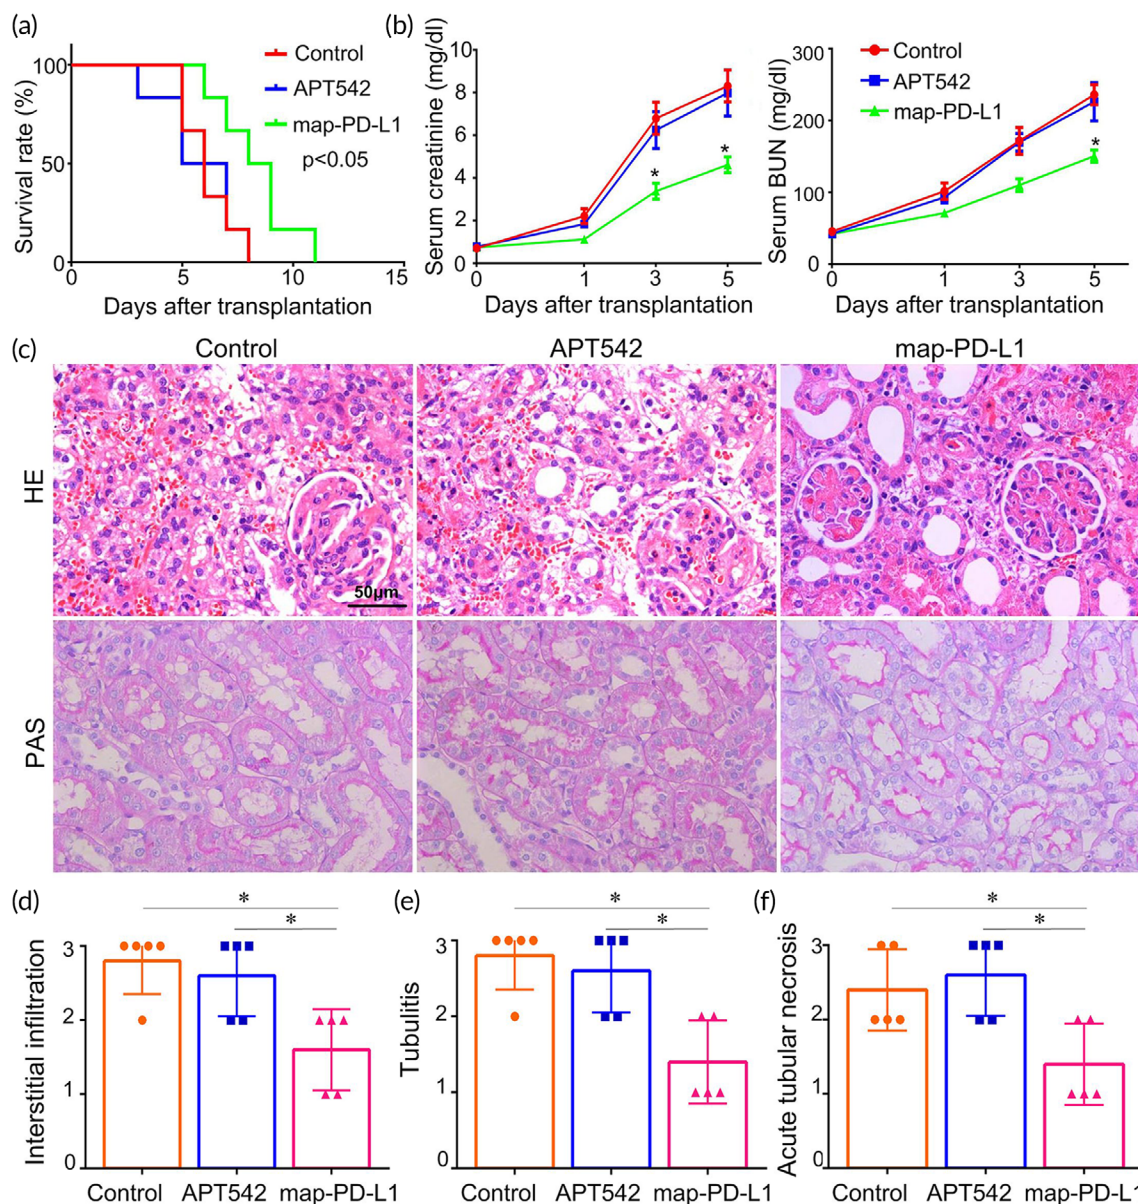 (a)
Survival rate (%)
100
50
0
0 5 10 15
Days after transplantation
Control
APT542
map-PD-L1
p<0.05
(b)
Serum creatinine (mg/dl)
10
8
6
4
2
0
0 1 3 5
Days after transplantation
*
*
Serum BUN (mg/dl)
300
200
100
0
0 1 3 5
Days after transplantation
Control
APT542
map-PD-L1
*
(c)
Control APT542 map-PD-L1
HE
50μm
PAS
(d)
Interstitial infiltration
3
2
1
0
*
*
Control APT542 map-PD-L1
(e)
Tubulitis
3
2
1
0
*
*
Control APT542 map-PD-L1
(f)
Acute tubular necrosis
3
2
1
0
*
*
Control APT542 map-PD-L1